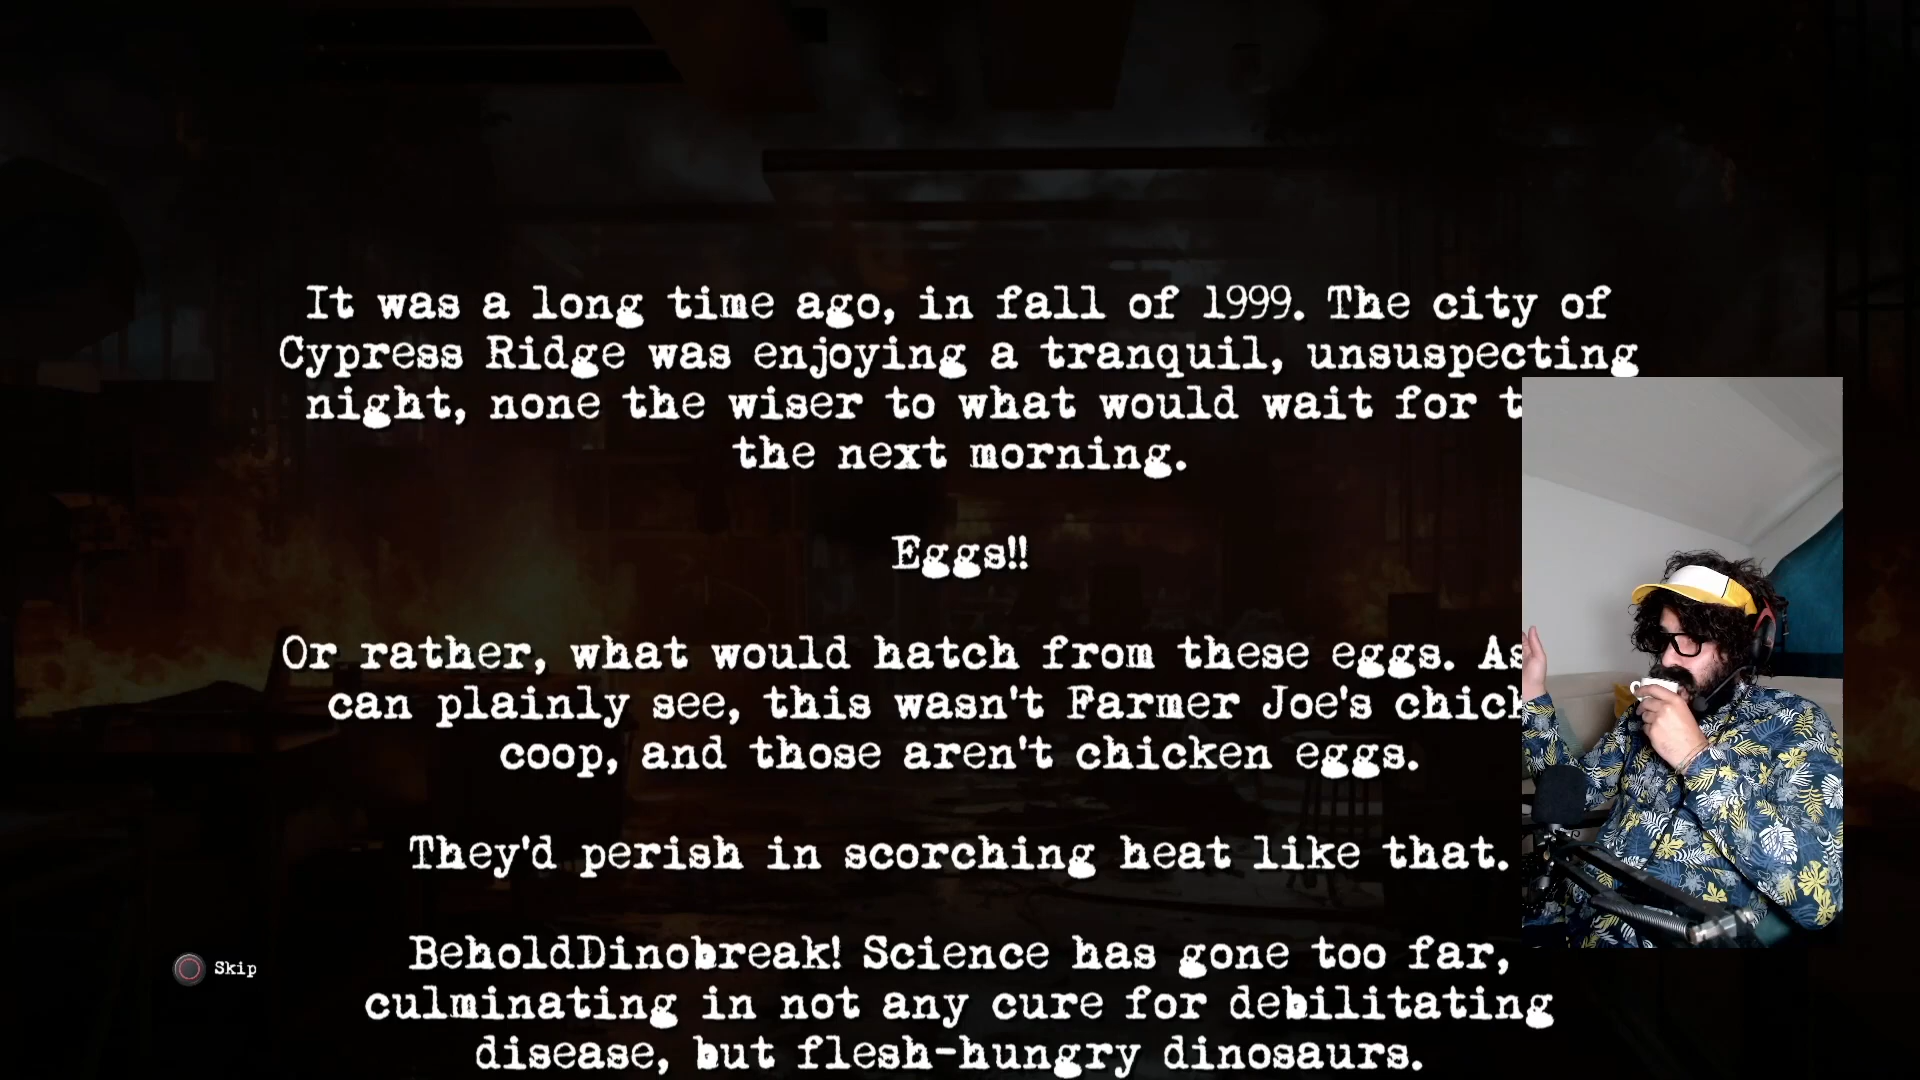 It was a long time ago, in fall of 1999. The city of
Cypress Ridge was enjoying a tranquil, unsuspecting
night, none the wiser to what would wait for
the next morning.
Eggs!!
Or rather, what would hatch from these eggs. As
can plainly see, this wasn't Farmer Joe's
coop, and those aren't chicken eggs.
They'd perish in scorching heat like that.
BeholdDinobreak! Science has gone too far,
culminating in not any cure for debilitating
disease, but flesh-hungry dinosaurs.
Skip